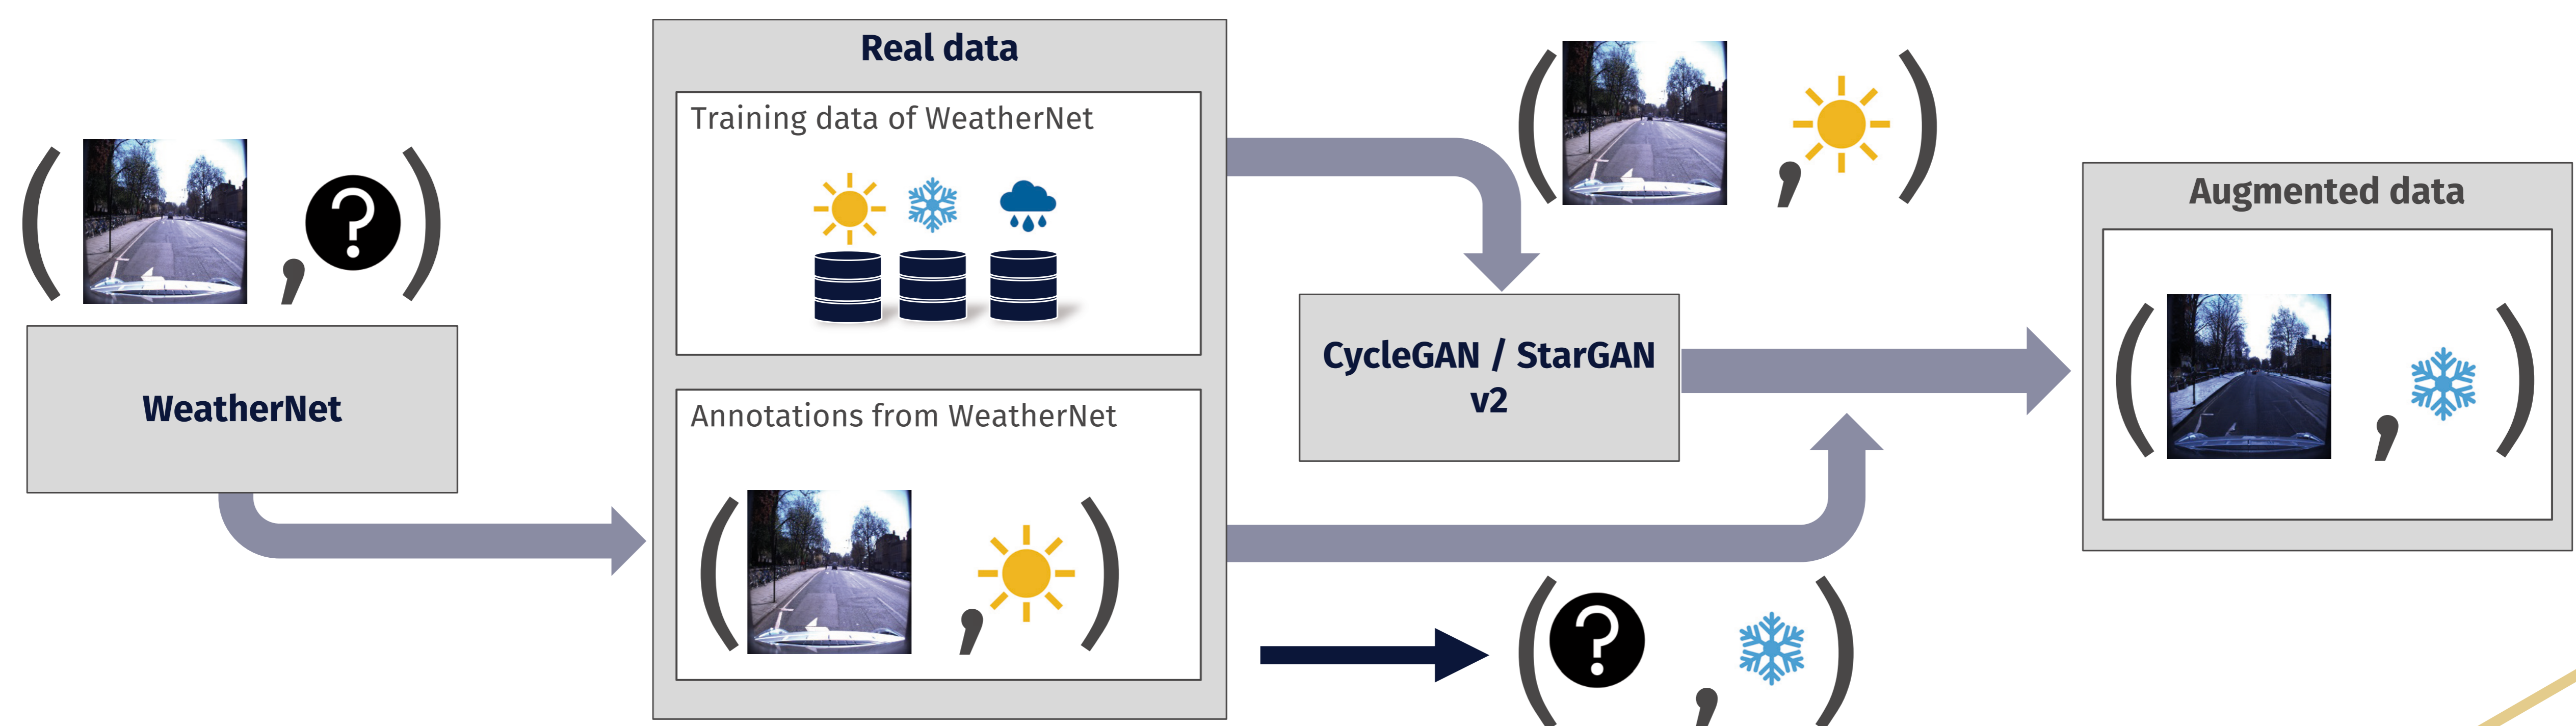 WeatherNet
Real data
Training data of WeatherNet
Annotations from WeatherNet
CycleGAN / StarGAN
v2
Augmented data